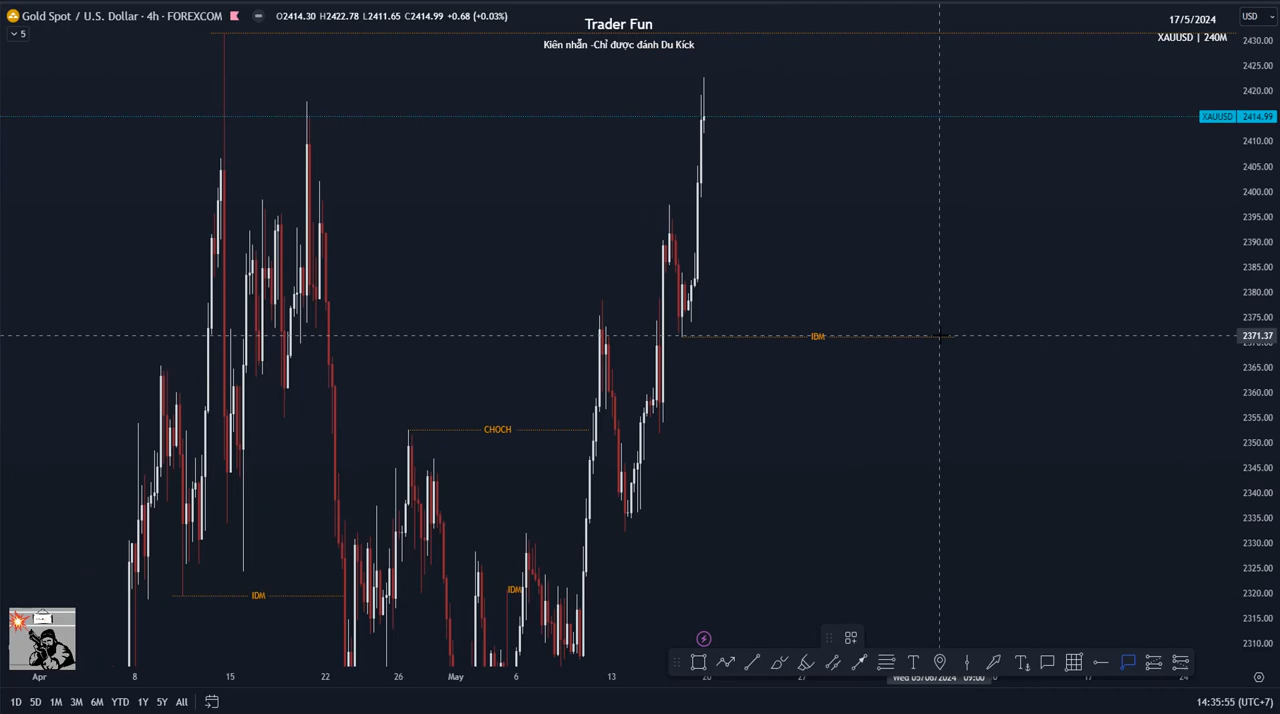 Gold Spot / U.S. Dollar · 4h · FOREXCOM
O2414.30 H2422.78 L2411.65 C2414.99 +0.68 (+0.03%)
5
Trader Fun
Kiên nhẫn -Chỉ được đánh Du Kích
17/5/2024
XAUUSD | 240M
USD
2430.00
2425.00
2420.00
XAUUSD 2414.99
2410.00
2405.00
2400.00
2395.00
2390.00
2385.00
2380.00
2375.00
2371.37
2365.00
2360.00
2355.00
2350.00
2345.00
2340.00
2335.00
2330.00
2325.00
2320.00
2315.00
2310.00
IDM
CHOCH
IDM
IDM
Apr 8 15 22 26 May 6 13 20 27 Wed 05/06/2024 09:00 17 24
1D 5D 1M 3M 6M YTD 1Y 5Y All
14:35:55 (UTC+7)